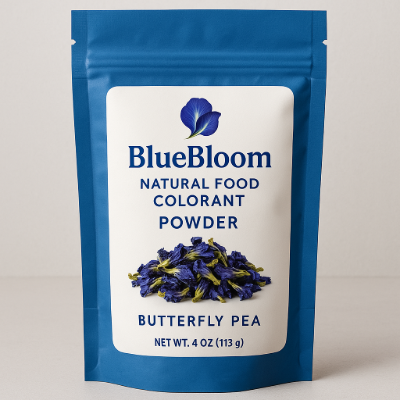 BlueBloom
NATURAL FOOD
COLORANT
POWDER
BUTTERFLY PEA
NET WT. 4 OZ (113 g)